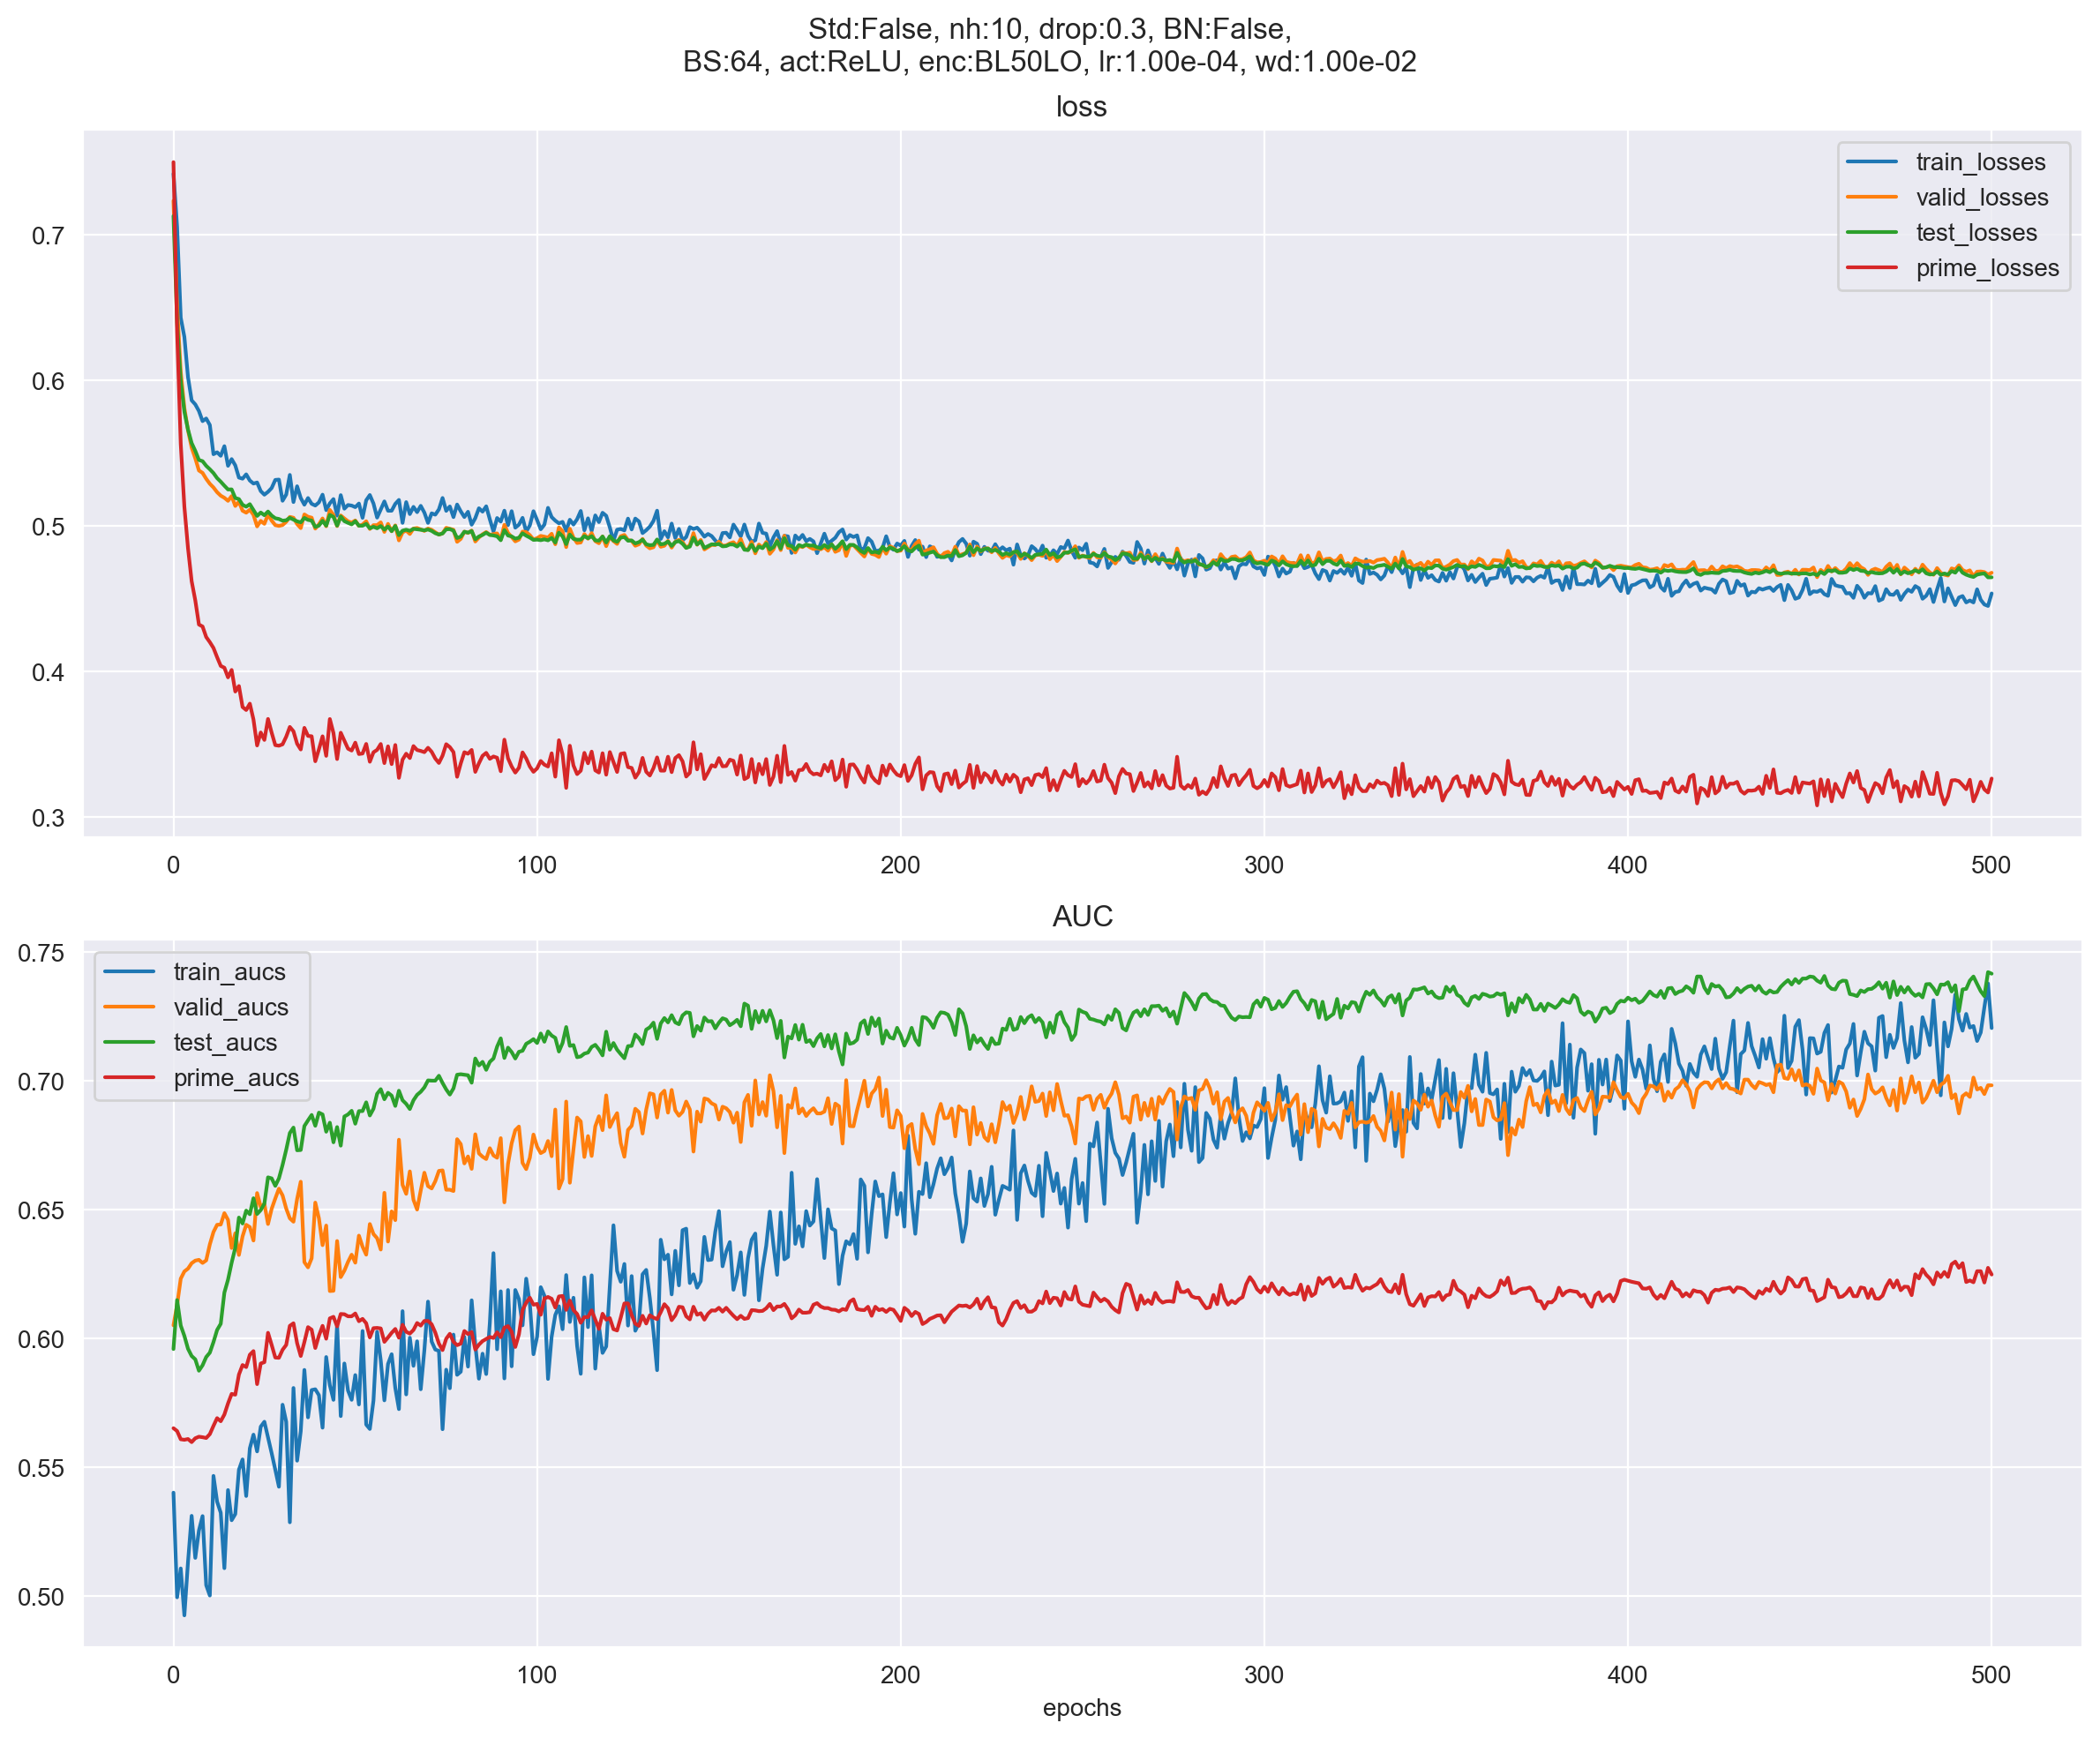 Std:False, nh:10, drop:0.3, BN:False,
BS:64, act:ReLU, enc:BL50LO, lr:1.00e-04, wd:1.00e-02
loss
train_losses
valid_losses
test_losses
prime_losses
0.7
0.6
0.5
0.4
0.3
0 100 200 300 400 500
AUC
train_aucs
valid_aucs
test_aucs
prime_aucs
0.75
0.70
0.65
0.60
0.55
0.50
0 100 200 300 400 500
epochs